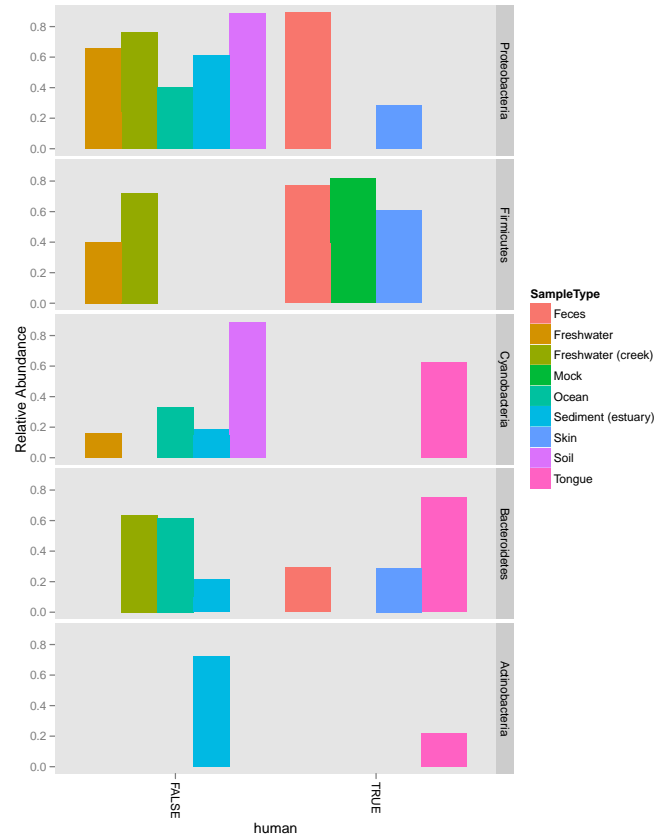 Relative Abundance
0.8
0.6
0.4
0.2
0.0
Proteobacteria
0.8
0.6
0.4
0.2
0.0
Firmicutes
0.8
0.6
0.4
0.2
0.0
Cyanobacteria
0.8
0.6
0.4
0.2
0.0
Bacteroidetes
0.8
0.6
0.4
0.2
0.0
Actinobacteria
FALSE
TRUE
human
SampleType
Feces
Freshwater
Freshwater (creek)
Mock
Ocean
Sediment (estuary)
Skin
Soil
Tongue